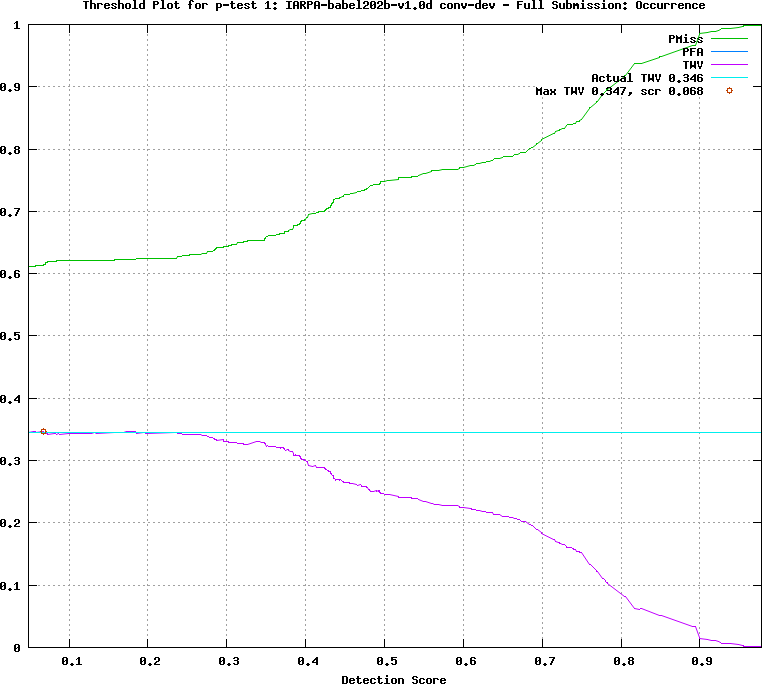 Threshold Plot for p-test 1: IARPA-babel202b-v1.0d conv-dev - Full Submission: Occurrence
1
PMiss
PFA
TWV
Actual TWV 0.346
Max TWV 0.347, scr 0.068
0.9
0.8
0.7
0.6
0.5
0.4
0.3
0.2
0.1
0
0.1 0.2 0.3 0.4 0.5 0.6 0.7 0.8 0.9
Detection Score